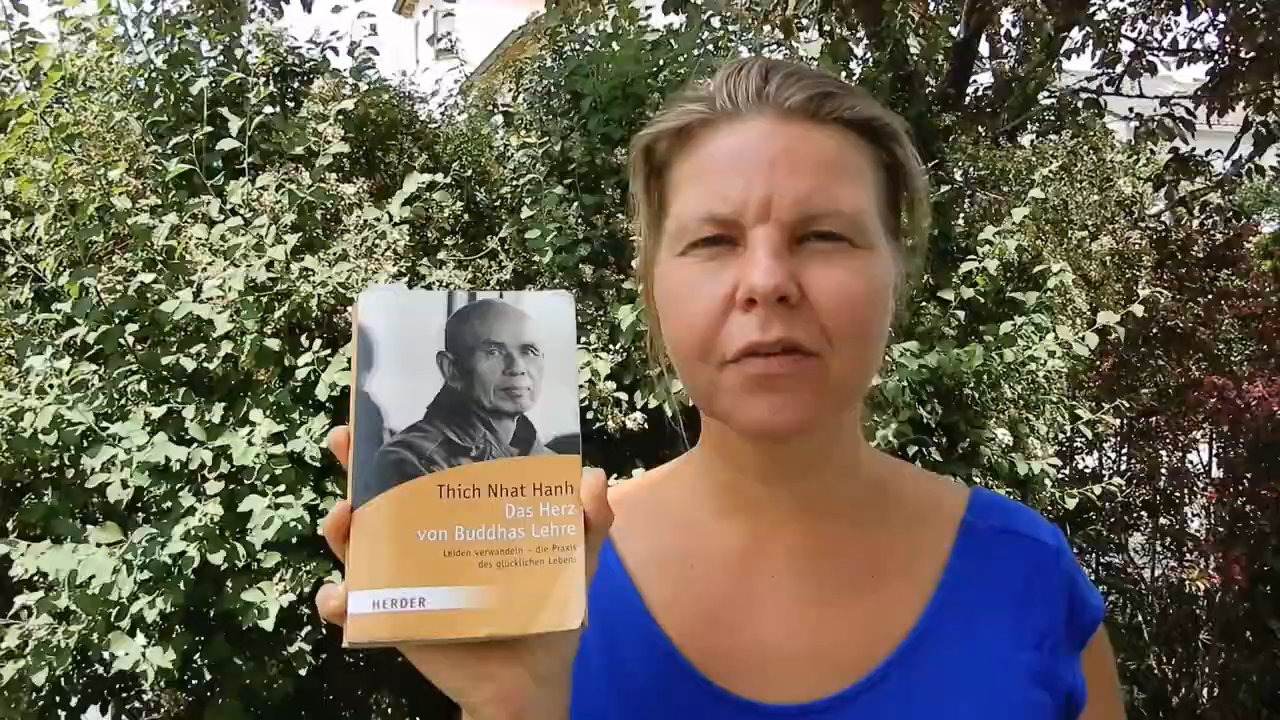 Thich Nhat Hanh
Das Herz
von Buddhas Lehre
Leiden verwandeln – die Praxis
des glücklichen Lebens
HERDER